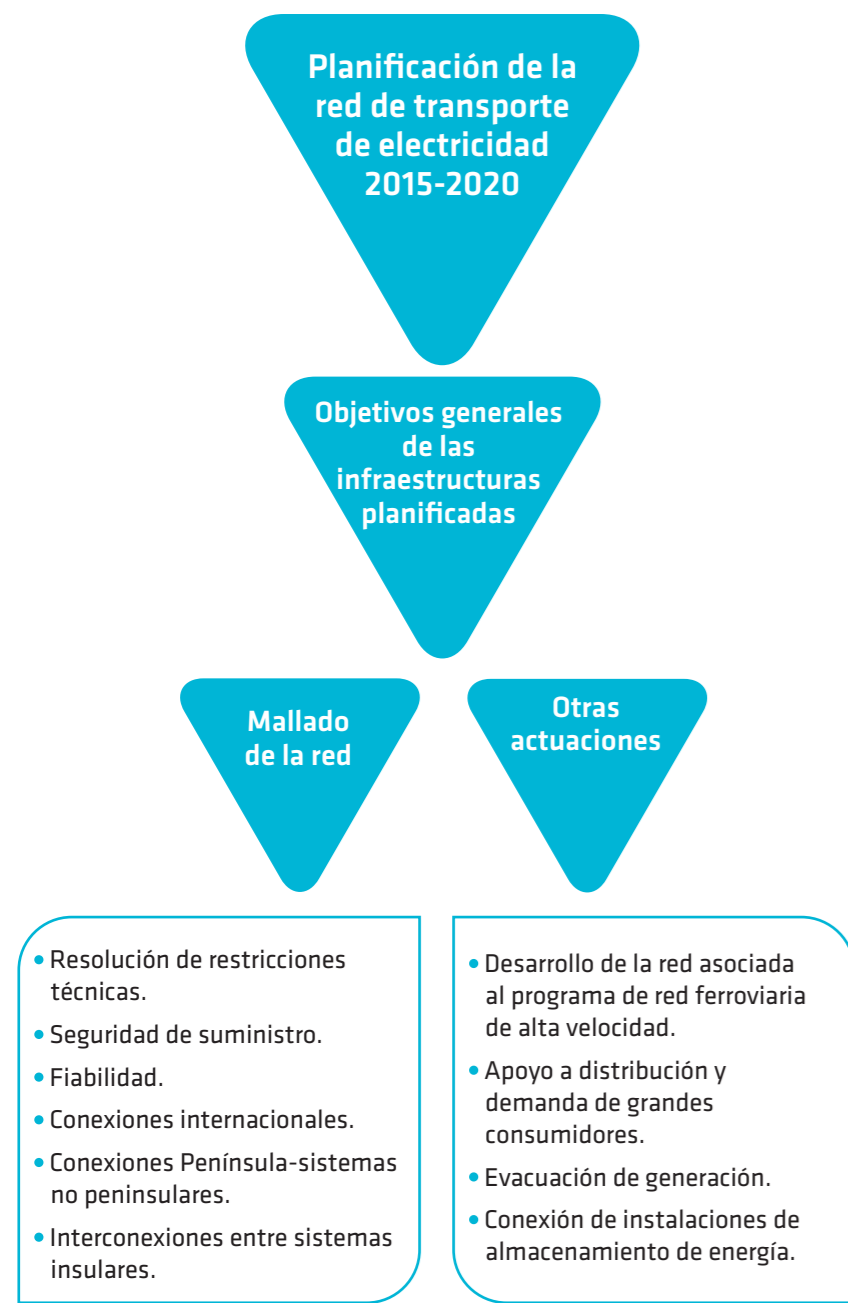 Planificación de la
red de transporte
de electricidad
2015-2020
Objetivos generales
de las
infraestructuras
planificadas
Mallado
de la red
Otras
actuaciones
• Resolución de restricciones
técnicas.
• Seguridad de suministro.
• Fiabilidad.
• Conexiones internacionales.
• Conexiones Península-sistemas
no peninsulares.
• Interconexiones entre sistemas
insulares.
• Desarrollo de la red asociada
al programa de red ferroviaria
de alta velocidad.
• Apoyo a distribución y
demanda de grandes
consumidores.
• Evacuación de generación.
• Conexión de instalaciones de
almacenamiento de energía.